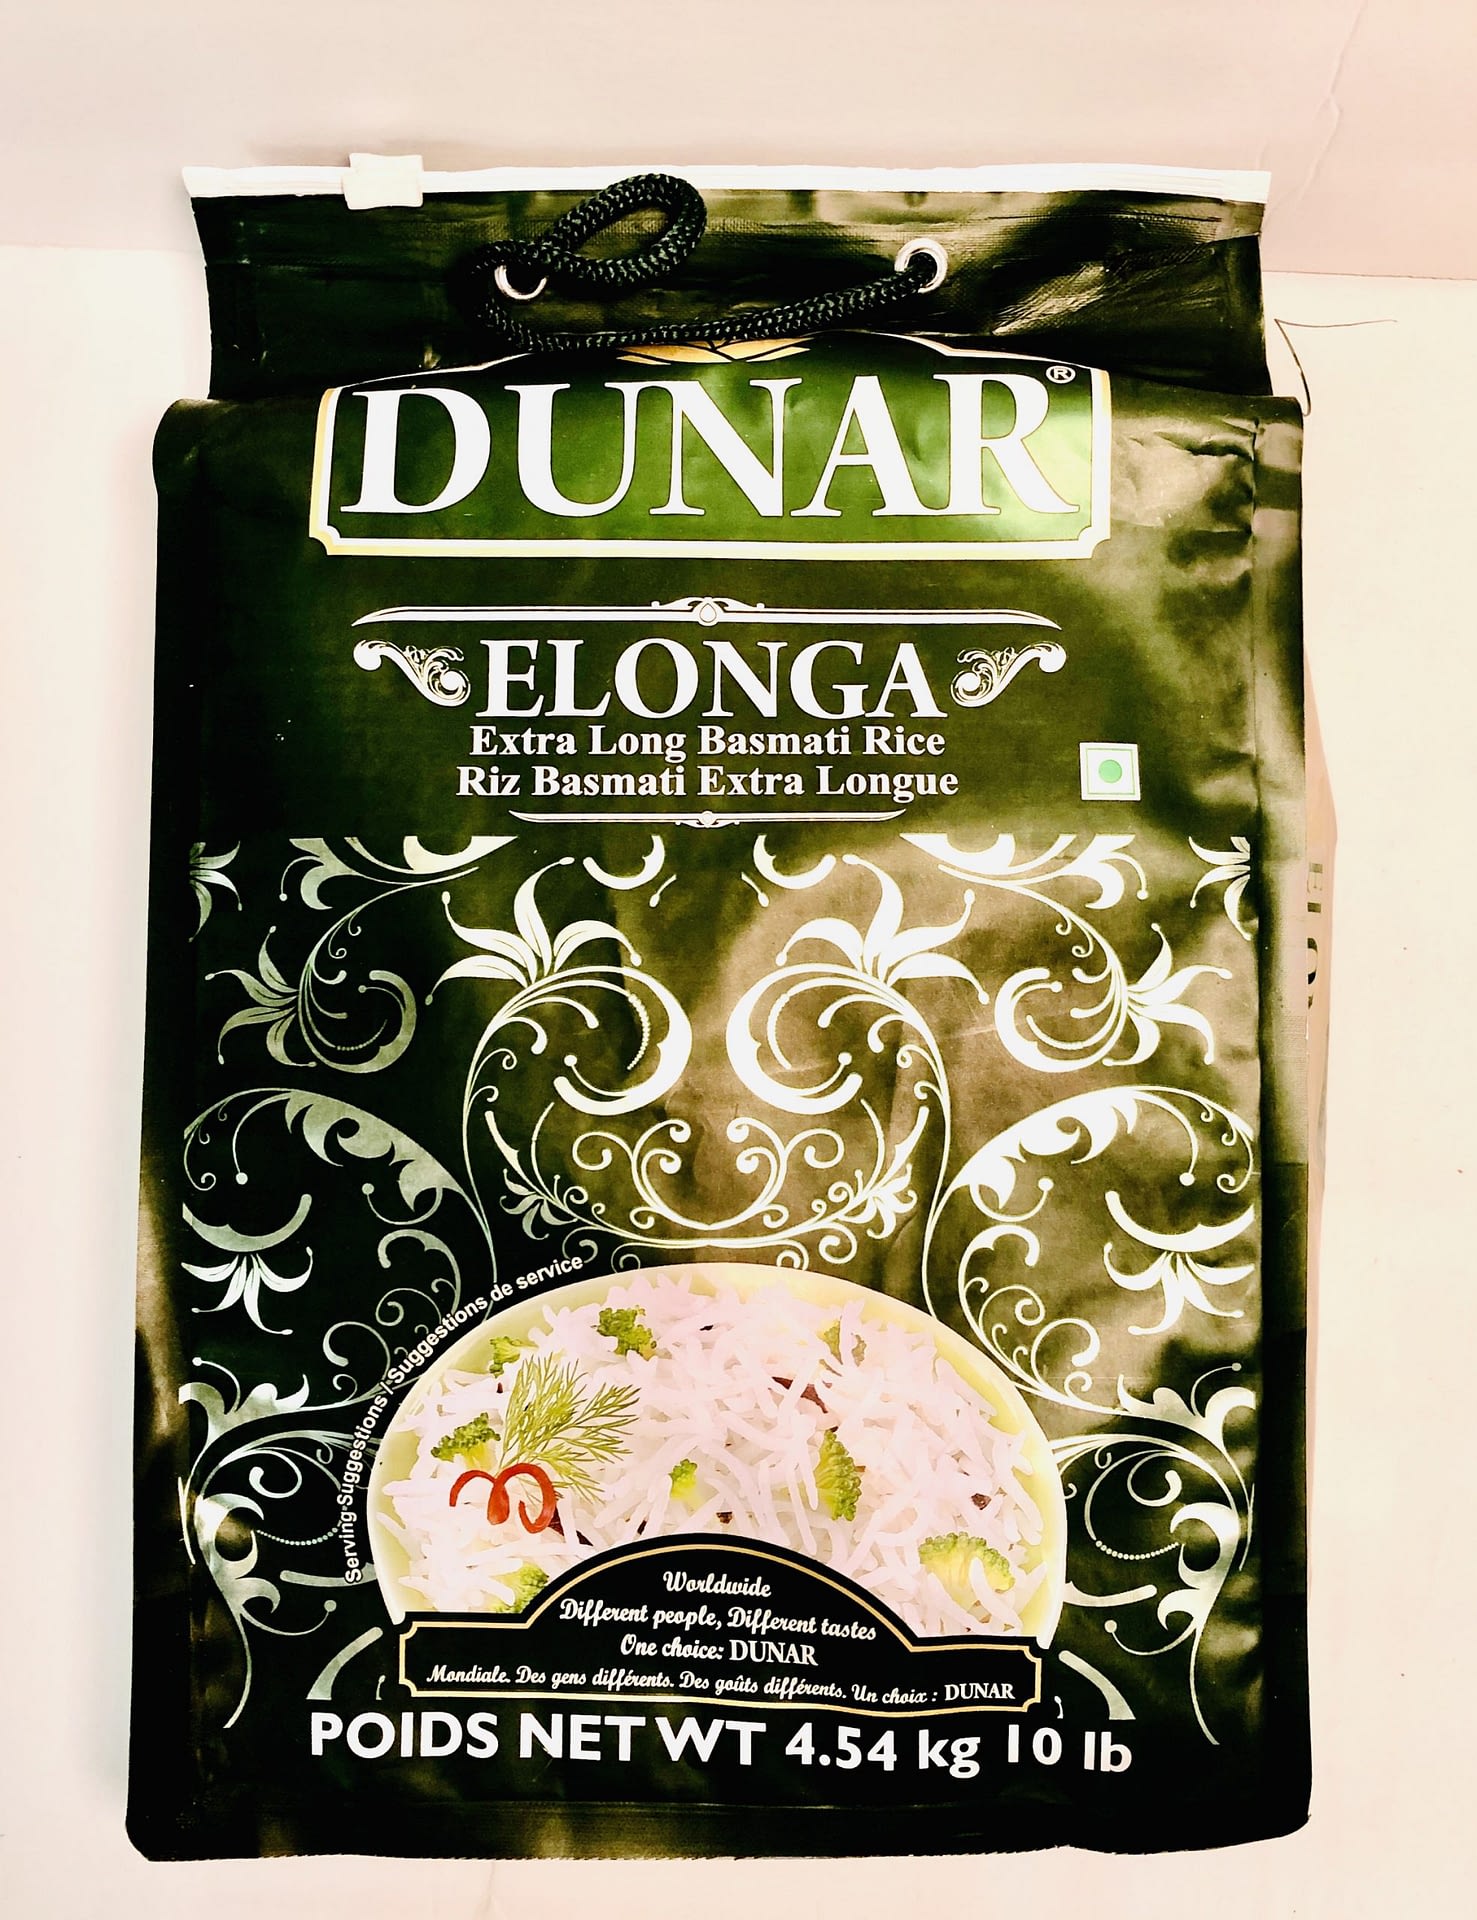 DUNAR®
ELONGA
Extra Long Basmati Rice
Riz Basmati Extra Longue
Serving Suggestions / Suggestions de service
Worldwide
Different people, Different tastes
One choice: DUNAR
Mondiale. Des gens différents. Des goûts différents. Un choix : DUNAR
POIDS NET WT 4.54 kg 10 lb